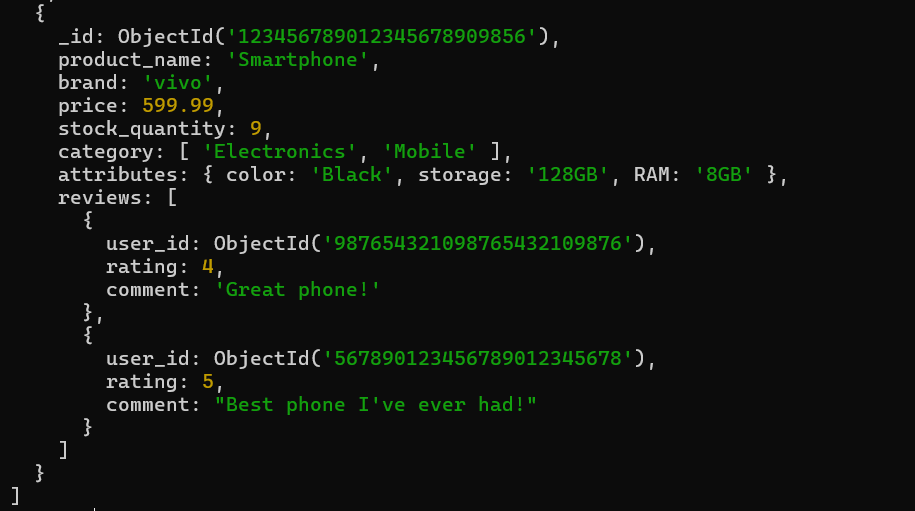 {
_id: ObjectId('123456789012345678909856'),
product_name: 'Smartphone',
brand: 'vivo',
price: 599.99,
stock_quantity: 9,
category: [ 'Electronics', 'Mobile' ],
attributes: { color: 'Black', storage: '128GB', RAM: '8GB' },
reviews: [
{
user_id: ObjectId('987654321098765432109876'),
rating: 4,
comment: 'Great phone!'
},
{
user_id: ObjectId('567890123456789012345678'),
rating: 5,
comment: "Best phone I've ever had!"
}
]
}
]